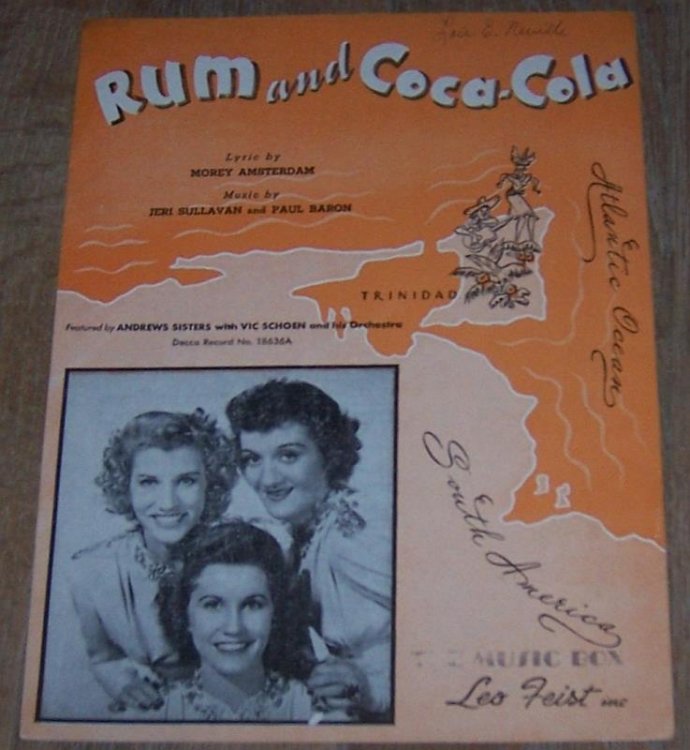 Rum and Coca-Cola
Lyric by
MOREY AMSTERDAM
Music by
JERI SULLAVAN and PAUL BARON
Atlantic Ocean
TRINIDAD
Featured by ANDREWS SISTERS with VIC SCHOEN and his Orchestra
Decca Record No. 18636A
South America
MUSIC BOX
Leo Feist inc